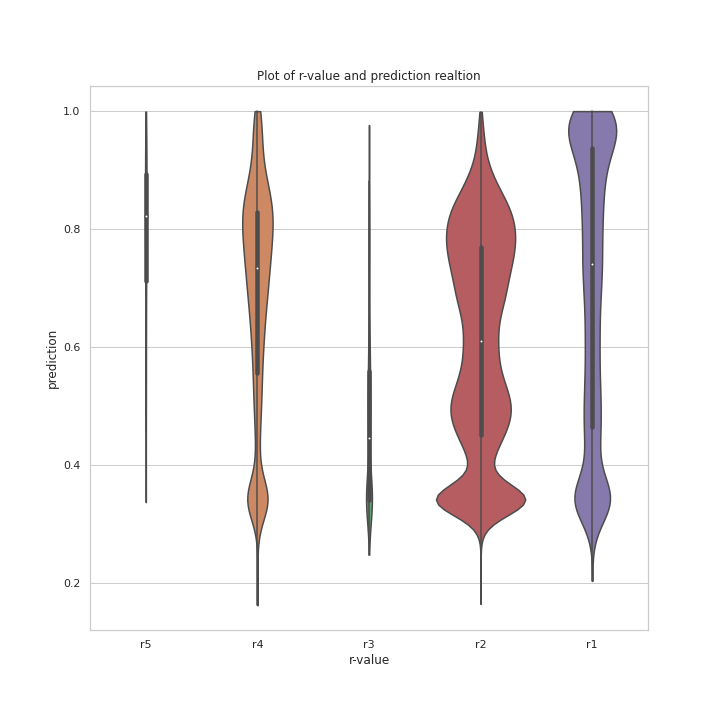 Plot of r-value and prediction realtion
1.0
0.8
0.6
0.4
0.2
prediction
r5 r4 r3 r2 r1
r-value